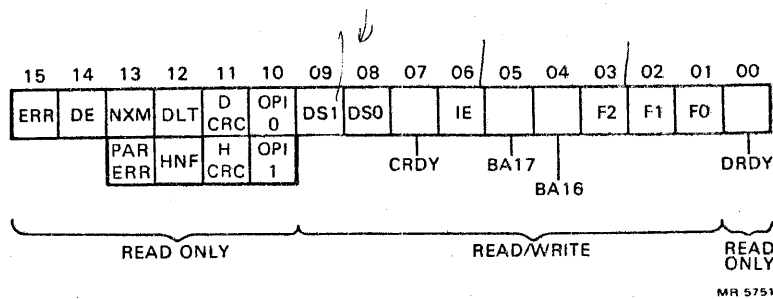 15 14 13 12 11 10 09 08 07 06 05 04 03 02 01 00
ERR DE NXM DLT D CRC OPI 0 DS1 DS0 IE F2 F1 F0
PAR ERR HNF H CRC OPI 1
CRDY BA17 DRDY
BA16
READ ONLY READ/WRITE READ ONLY
MR 5751